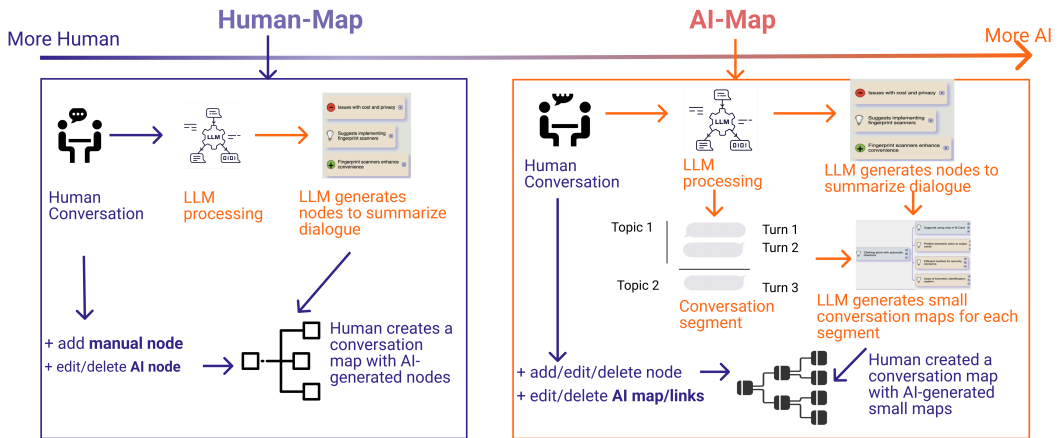 Human-Map
AI-Map
More Human
More AI
Issues with cost and privacy
Suggests implementing
fingerprint scanners
Fingerprint scanners enhance
convenience
LLM
Human
Conversation
LLM
processing
LLM generates
nodes to summarize
dialogue
+ add manual node
+ edit/delete AI node
Human creates a
conversation
map with AI-
generated nodes
Issues with cost and privacy
Suggests implementing
fingerprint scanners
Fingerprint scanners enhance
convenience
LLM
Human
Conversation
LLM
processing
LLM generates nodes to
summarize dialogue
Topic 1
Turn 1
Turn 2
Topic 2
Turn 3
Conversation
segment
LLM generates small
conversation maps for each
segment
+ add/edit/delete node
+ edit/delete AI map/links
Human created a
conversation map
with AI-generated
small maps